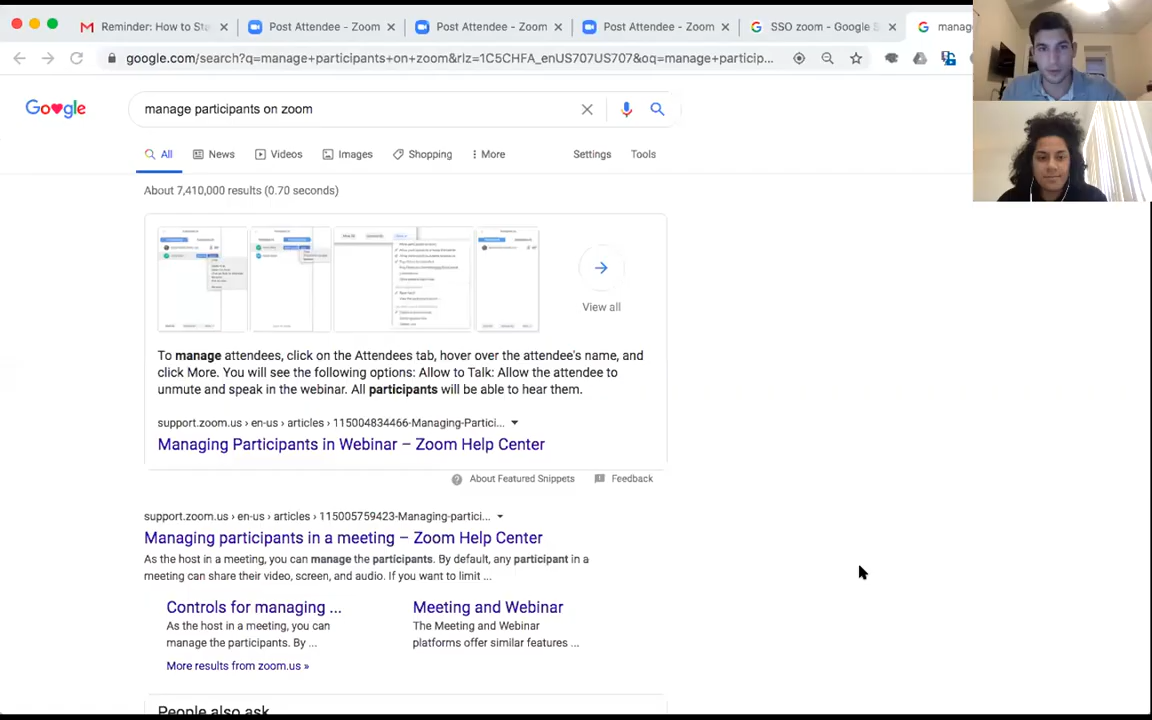 Reminder: How to Sta
Post Attendee - Zoom
Post Attendee - Zoom
Post Attendee - Zoom
SSO zoom - Google S
manag
google.com/search?q=manage+participants+on+zoom&rlz=1C5CHFA_enUS707US707&oq=manage+particip...
Google
manage participants on zoom
All
News
Videos
Images
Shopping
More
Settings
Tools
About 7,410,000 results (0.70 seconds)
View all
To manage attendees, click on the Attendees tab, hover over the attendee's name, and
click More. You will see the following options: Allow to Talk: Allow the attendee to
unmute and speak in the webinar. All participants will be able to hear them.
support.zoom.us › en-us › articles › 115004834466-Managing-Partici...
Managing Participants in Webinar – Zoom Help Center
About Featured Snippets
Feedback
support.zoom.us › en-us › articles › 115005759423-Managing-partici...
Managing participants in a meeting – Zoom Help Center
As the host in a meeting, you can manage the participants. By default, any participant in a
meeting can share their video, screen, and audio. If you want to limit ...
Controls for managing ...
As the host in a meeting, you can
manage the participants. By ...
Meeting and Webinar
The Meeting and Webinar
platforms offer similar features ...
More results from zoom.us »
People also ask